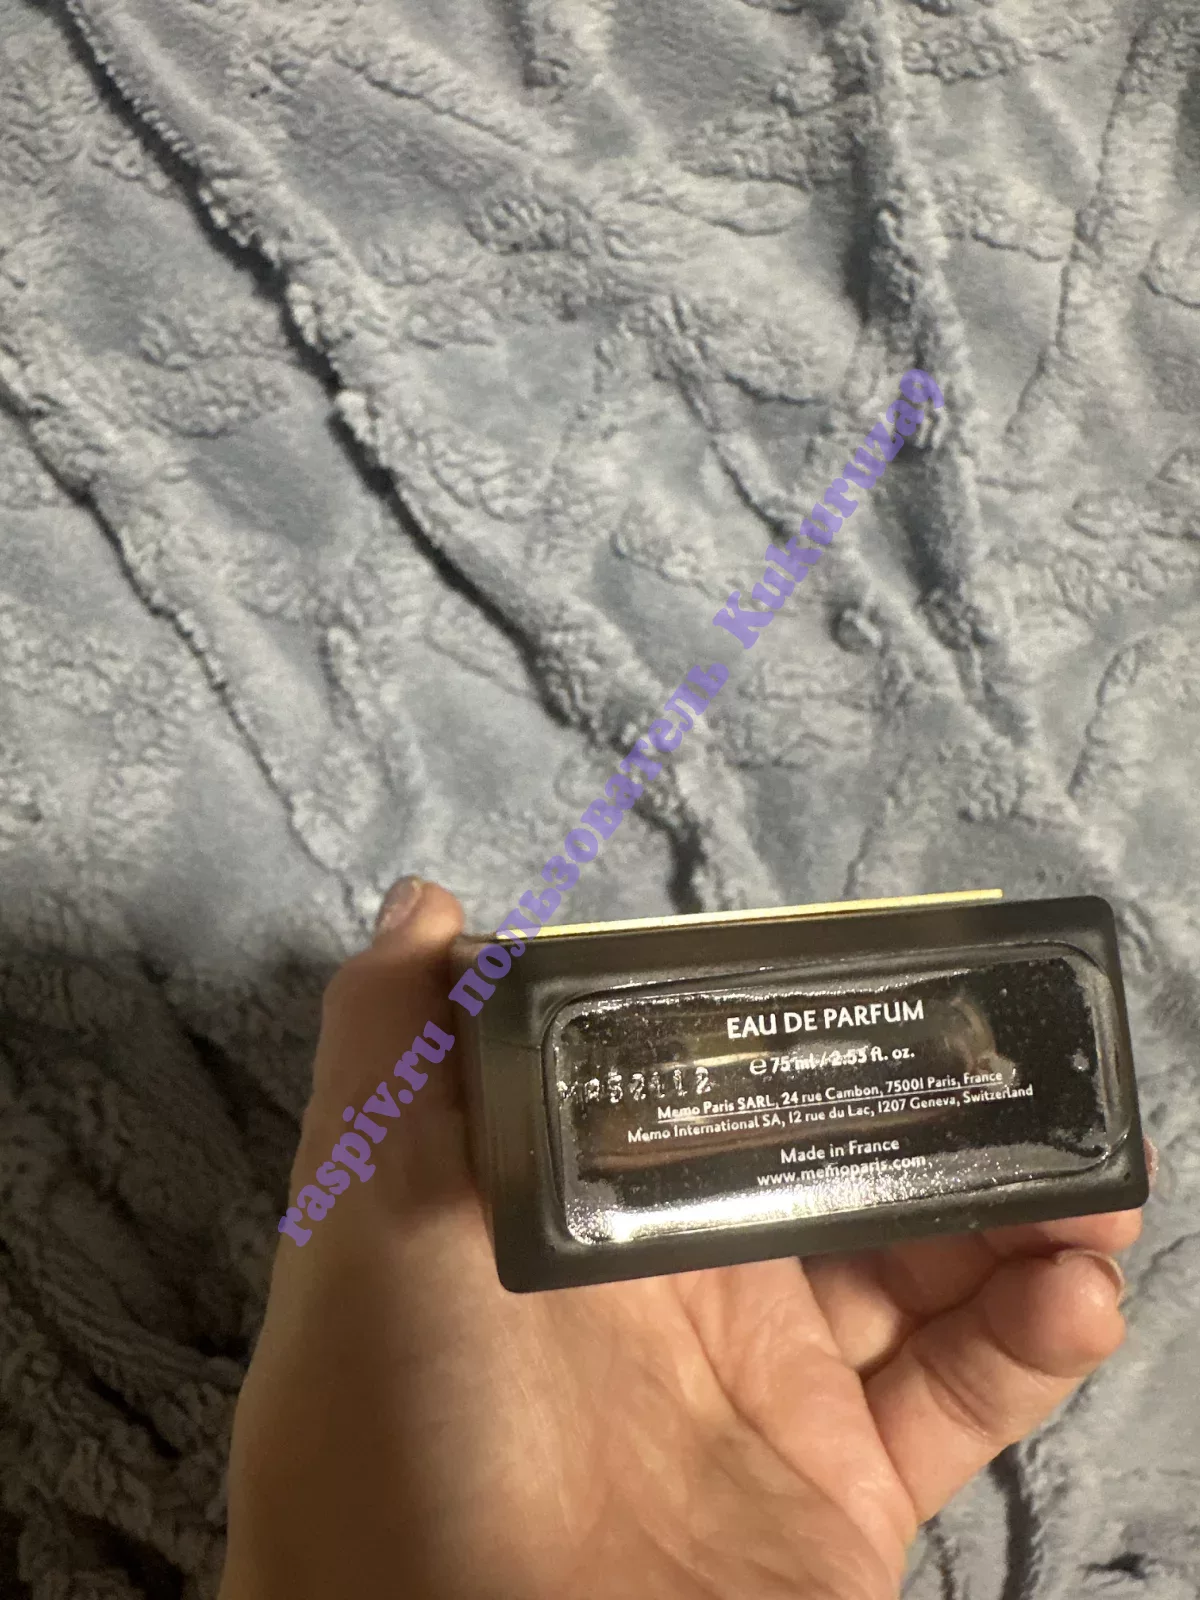 raspiv.ru пользователь Kukuruza9
EAU DE PARFUM
℮ 75 ml / 2.53 fl. oz.
Memo Paris SARL, 24 rue Cambon, 75001 Paris, France
Memo International SA, 12 rue du Lac, 1207 Geneva, Switzerland
Made in France
www.memoparis.com